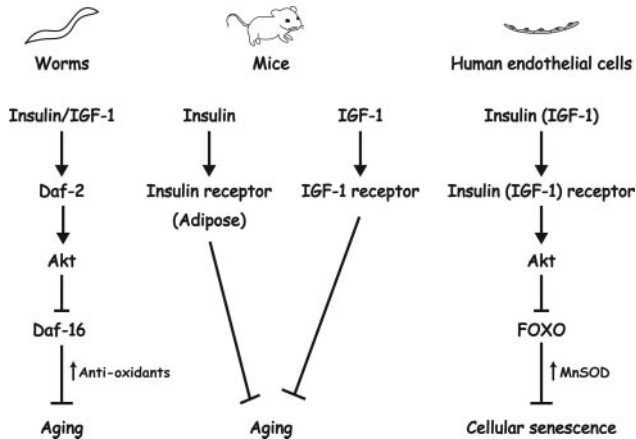 Worms
Mice
Human endothelial cells
Insulin/IGF-1
Insulin
IGF-1
Insulin (IGF-1)
Daf-2
Insulin receptor
(Adipose)
IGF-1 receptor
Insulin (IGF-1) receptor
Akt
Akt
Daf-16
FOXO
Anti-oxidants
MnSOD
Aging
Aging
Cellular senescence